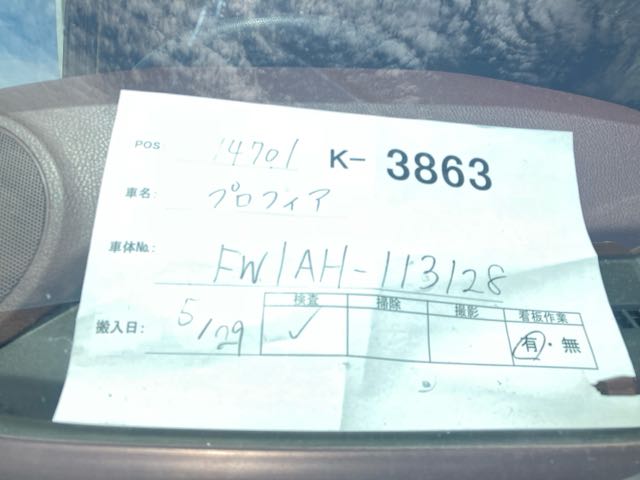 POS: 14701 K- 3863
車名: プロフィア
車体No.: FW1AH-113128
検査 掃除 撮影 看板作業
搬入日: 5/29 ✓ 有・無